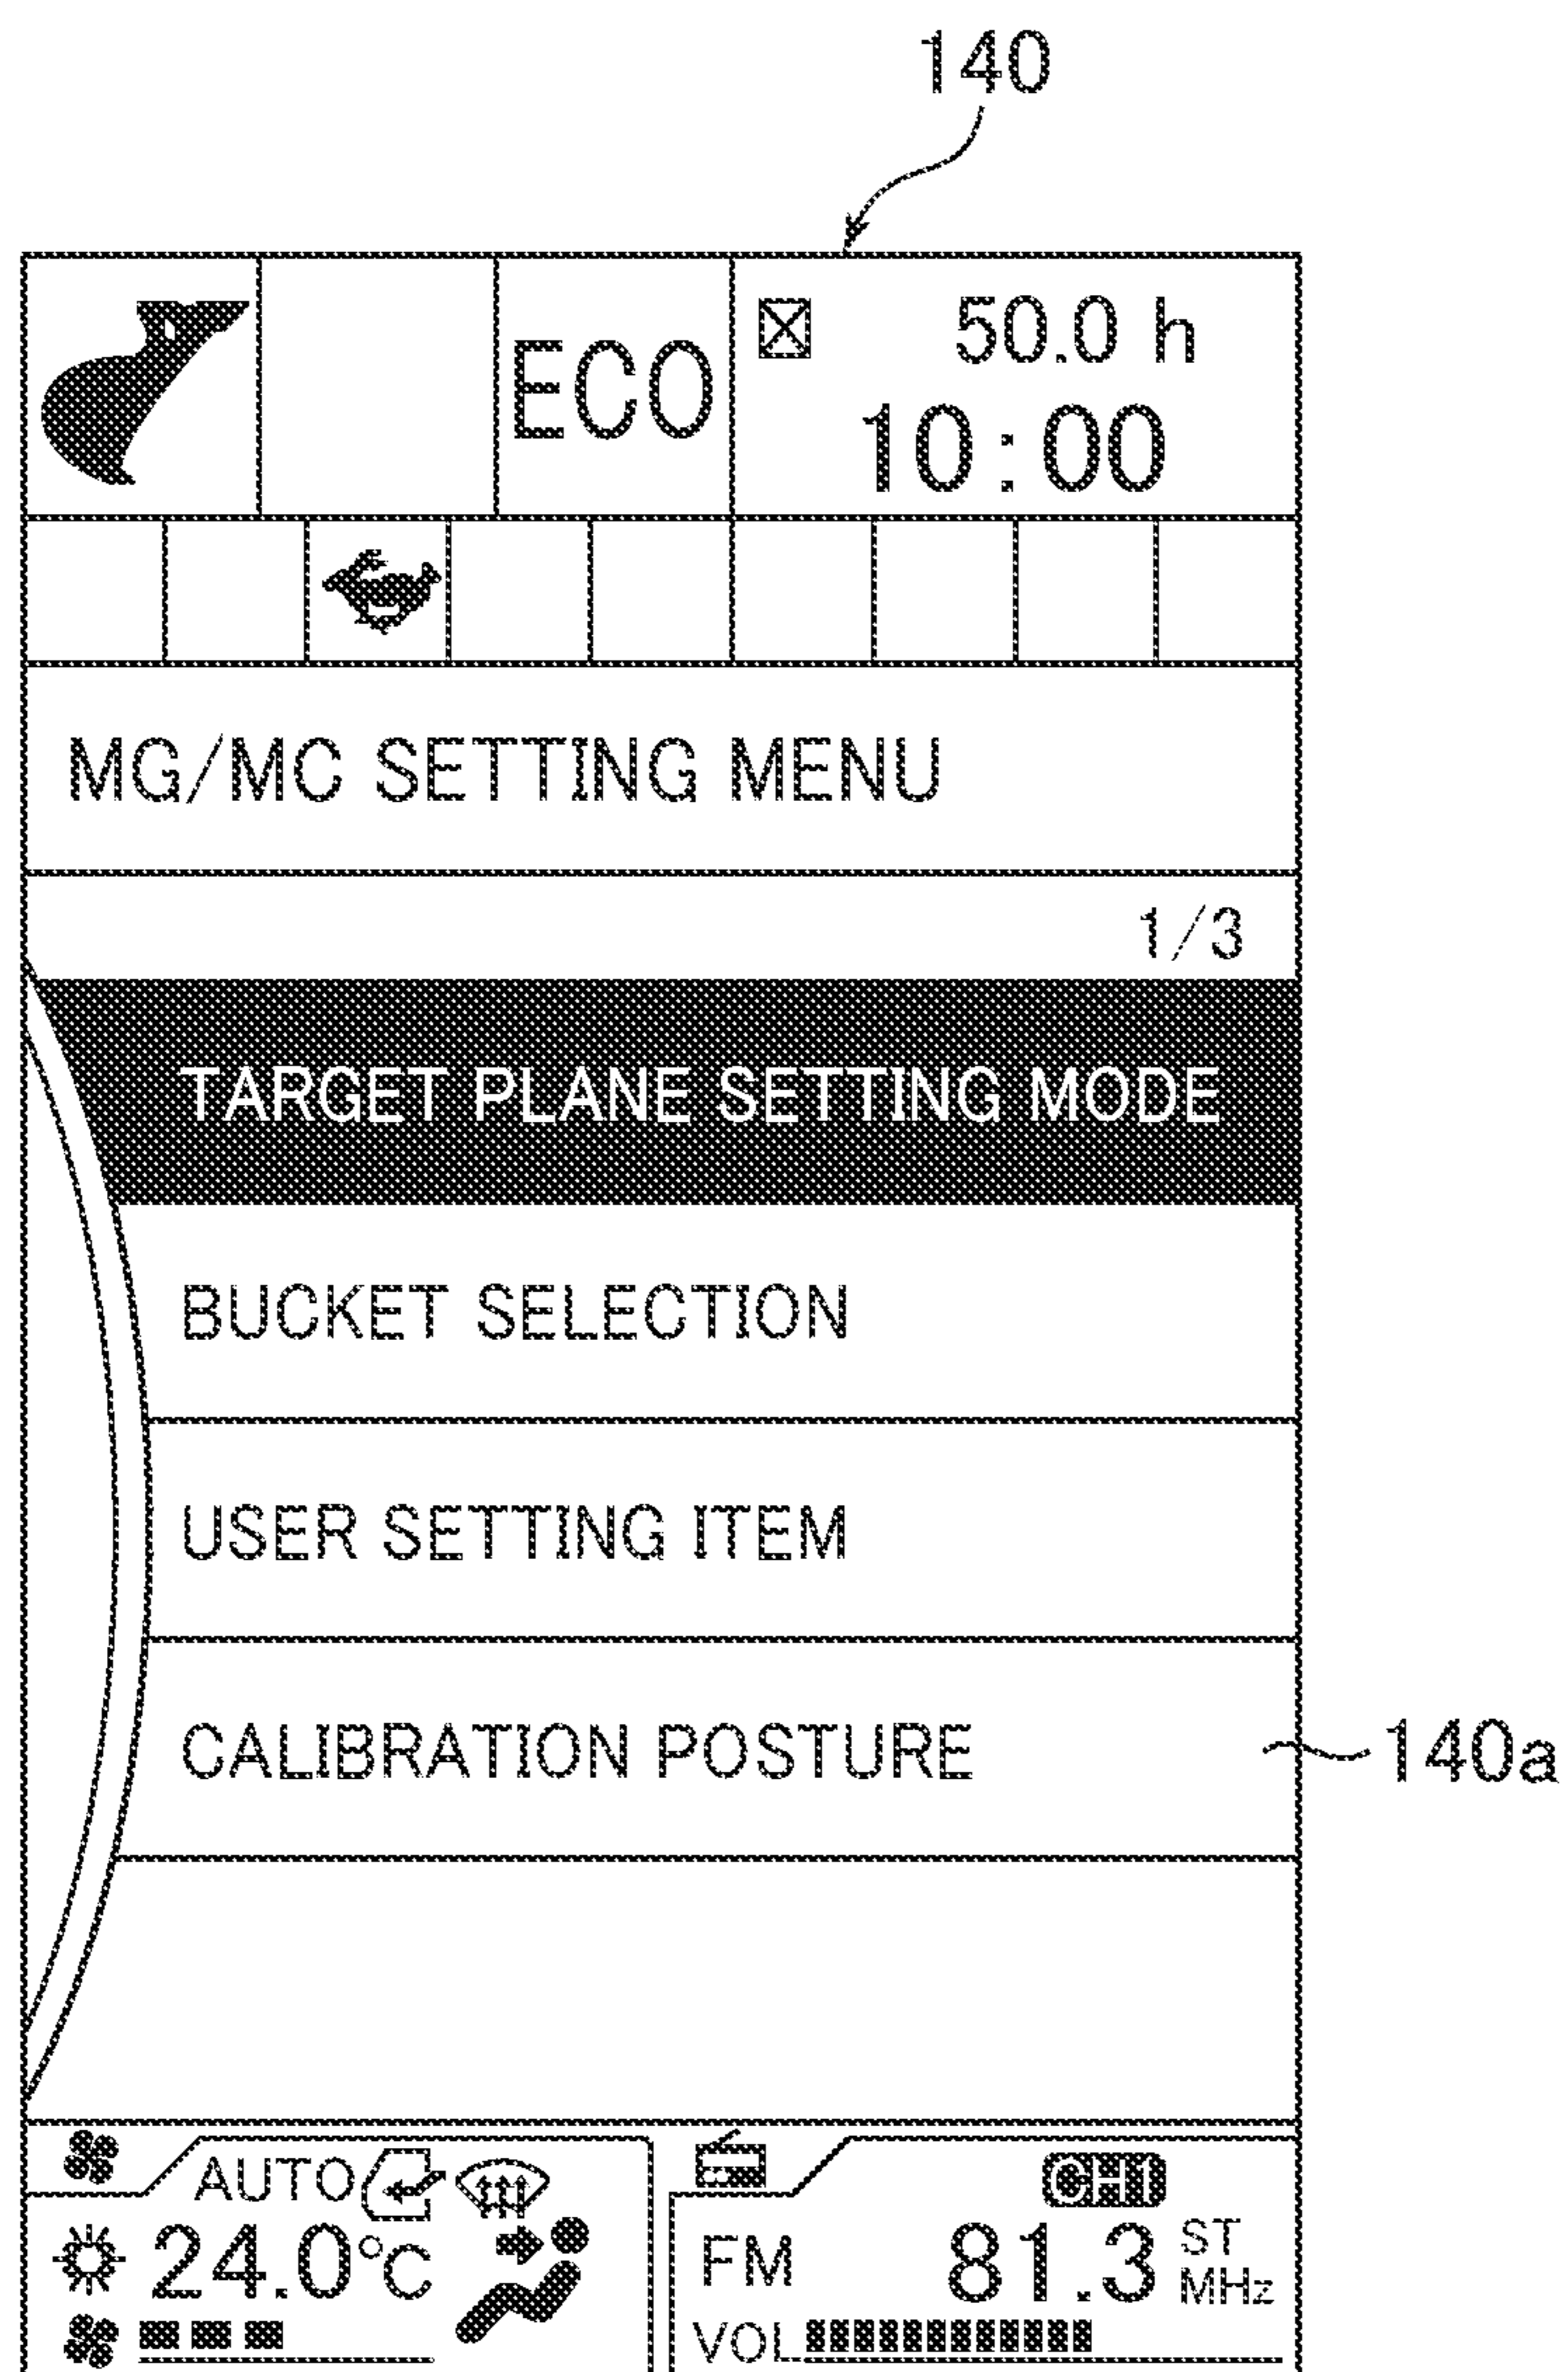 140
ECO
50.0 h
10:00
MG/MC SETTING MENU
1/3
TARGET PLANE SETTING MODE
BUCKET SELECTION
USER SETTING ITEM
CALIBRATION POSTURE
140a
AUTO
CH1
24.0℃
FM 81.3 ST MHz
VOL